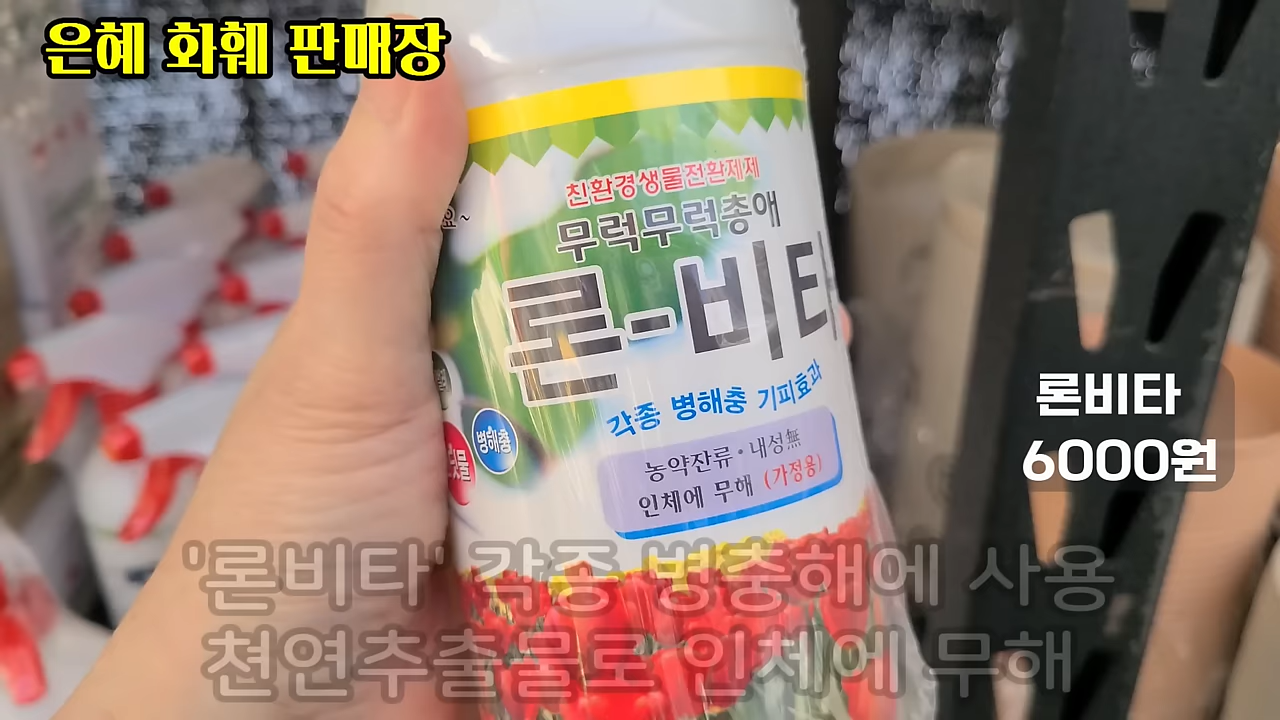 은혜 화훼 판매장
요~
친환경생물전환제제
무럭무럭총애
론-비타
각종 병해충 기피효과
병해충
농약잔류·내성無
인체에 무해 (가정용)
론비타
6000원
'론비타' 각종 병충해에 사용
천연추출물로 인체에 무해